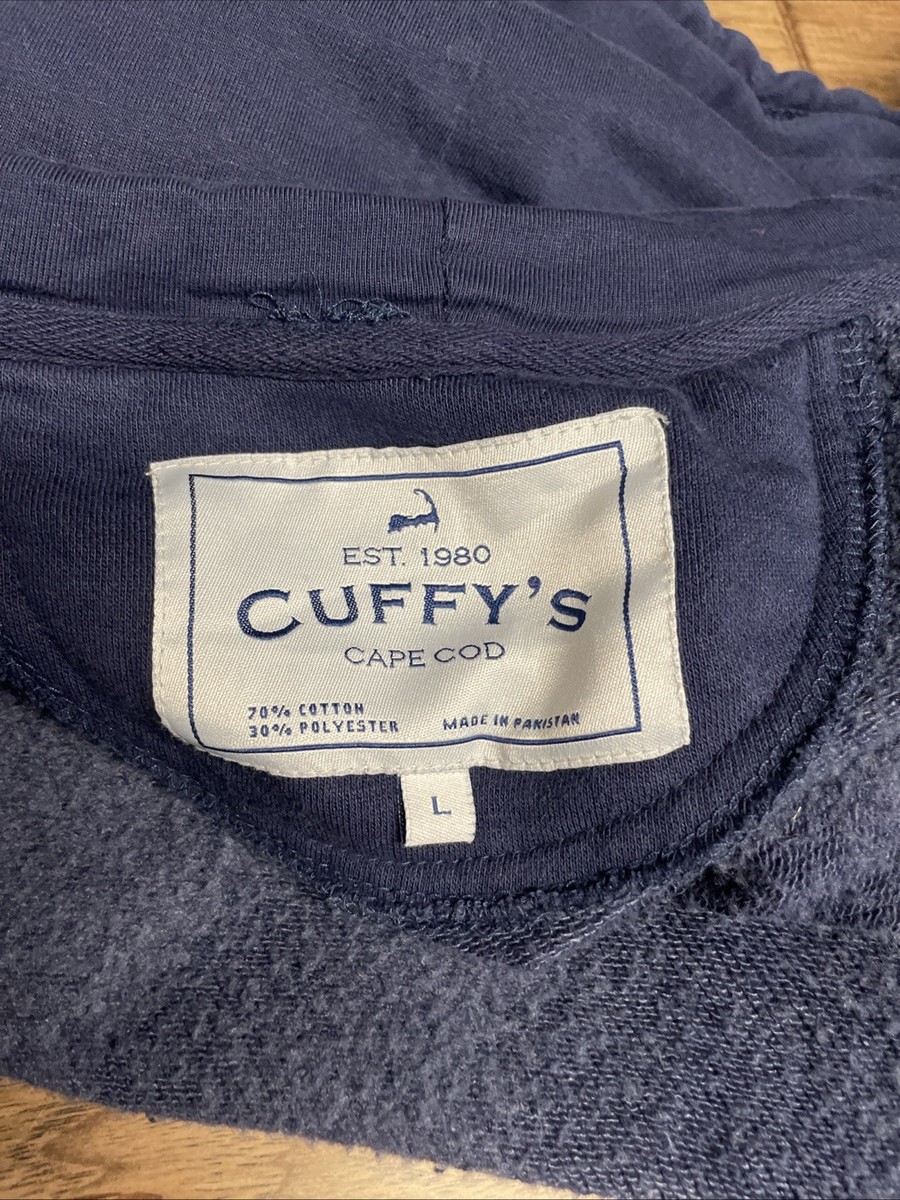 EST. 1980
CUFFY'S
CAPE COD
70% COTTON
30% POLYESTER
MADE IN PAKISTAN
L